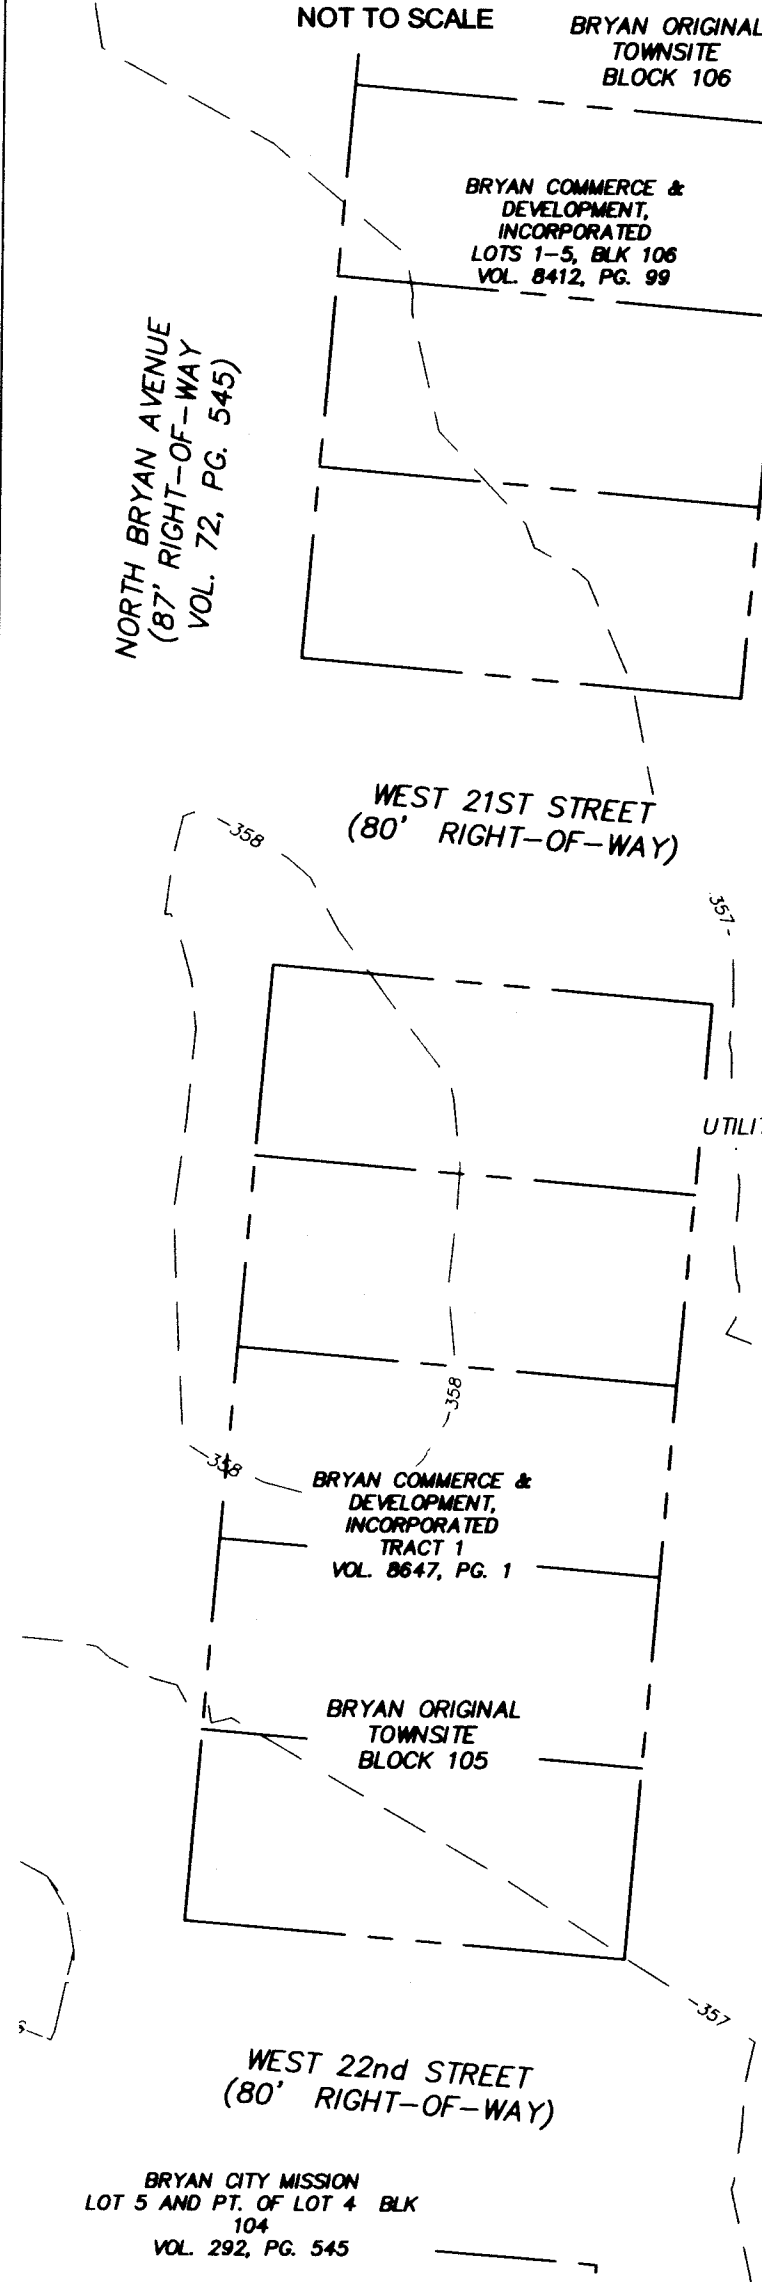 NOT TO SCALE
BRYAN ORIGINAL
TOWNSITE
BLOCK 106
BRYAN COMMERCE &
DEVELOPMENT,
INCORPORATED
LOTS 1-5, BLK 106
VOL. 8412, PG. 99
NORTH BRYAN AVENUE
(87' RIGHT-OF-WAY
VOL. 72, PG. 545)
WEST 21ST STREET
(80' RIGHT-OF-WAY)
358
357
UTILI
358
358
BRYAN COMMERCE &
DEVELOPMENT,
INCORPORATED
TRACT 1
VOL. 8647, PG. 1
BRYAN ORIGINAL
TOWNSITE
BLOCK 105
357
WEST 22nd STREET
(80' RIGHT-OF-WAY)
BRYAN CITY MISSION
LOT 5 AND PT. OF LOT 4 BLK
104
VOL. 292, PG. 545